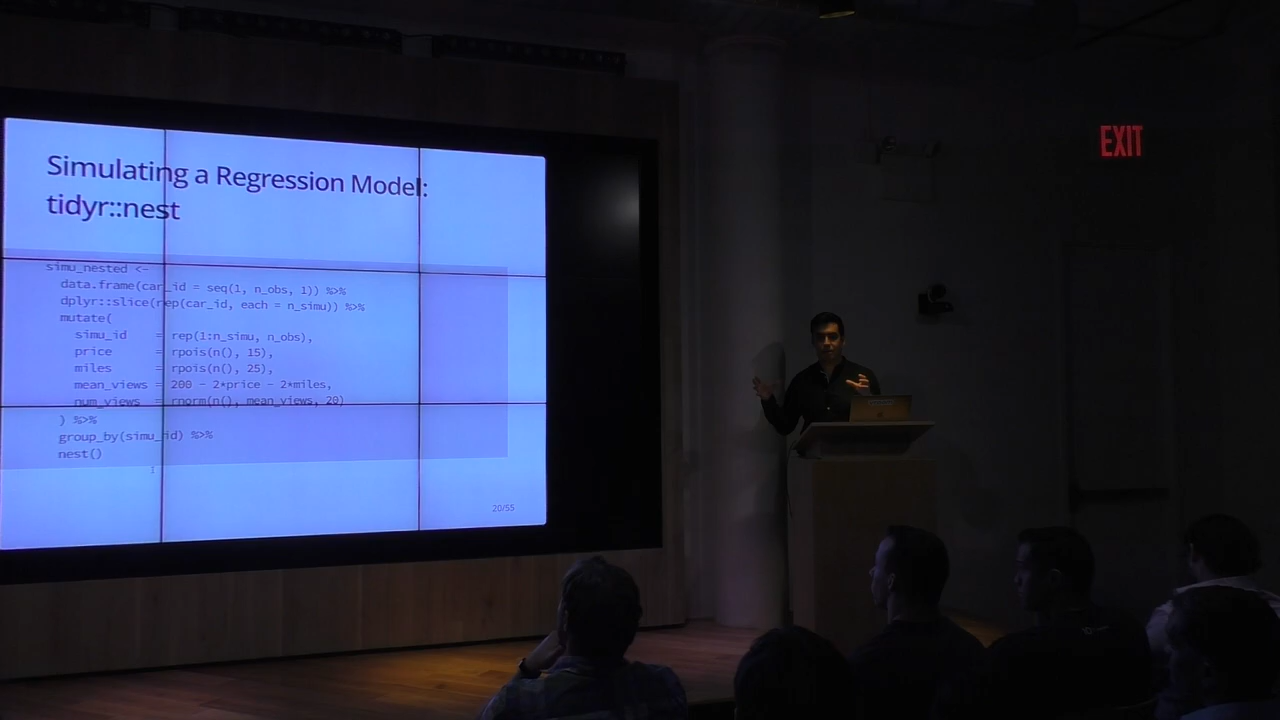 Simulating a Regression Model:
tidyr::nest
simu_nested <-
data.frame(car_id = seq(1, n_obs, 1)) %>%
dplyr::slice(rep(car_id, each = n_simu)) %>%
mutate(
simu_id = rep(1:n_simu, n_obs),
price = rpois(n(), 15),
miles = rpois(n(), 25),
mean_views = 200 - 2*price - 2*miles,
num_views = rnorm(n(), mean_views, 20)
) %>%
group_by(simu_id) %>%
nest()
20/55
EXIT